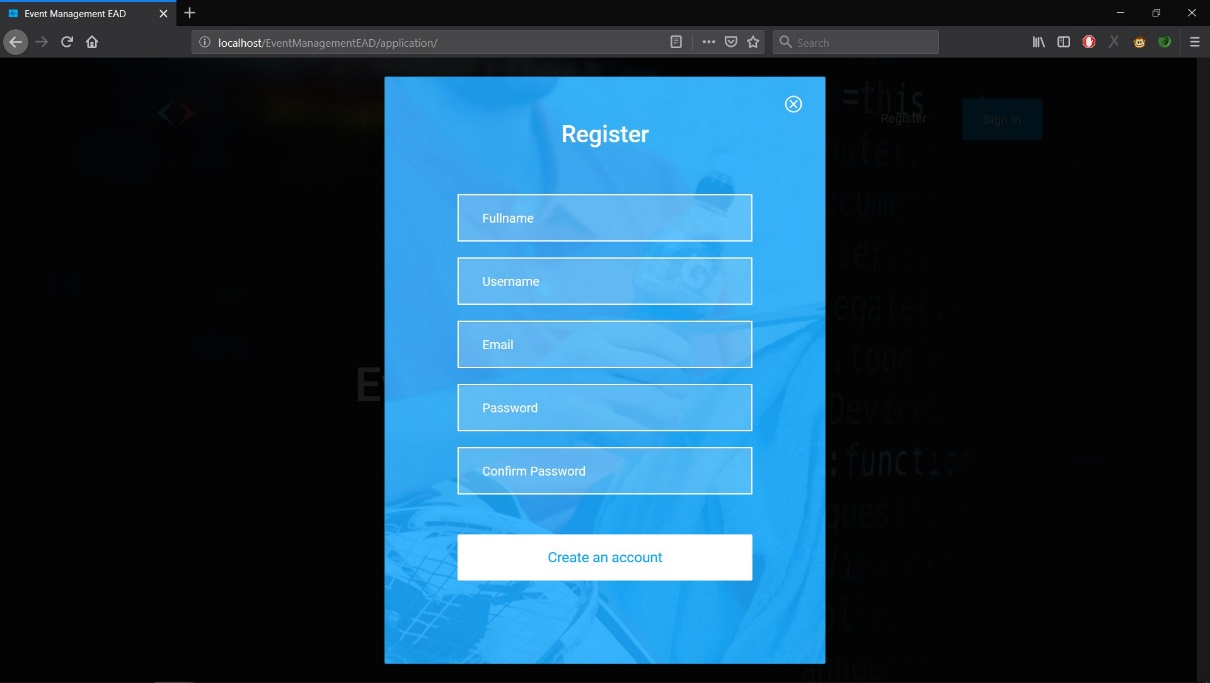 Event Management EAD
localhost/EventManagementEAD/application/
Search
Register
Sign In
Register
Fullname
Username
Email
Password
Confirm Password
Create an account
=this
:function